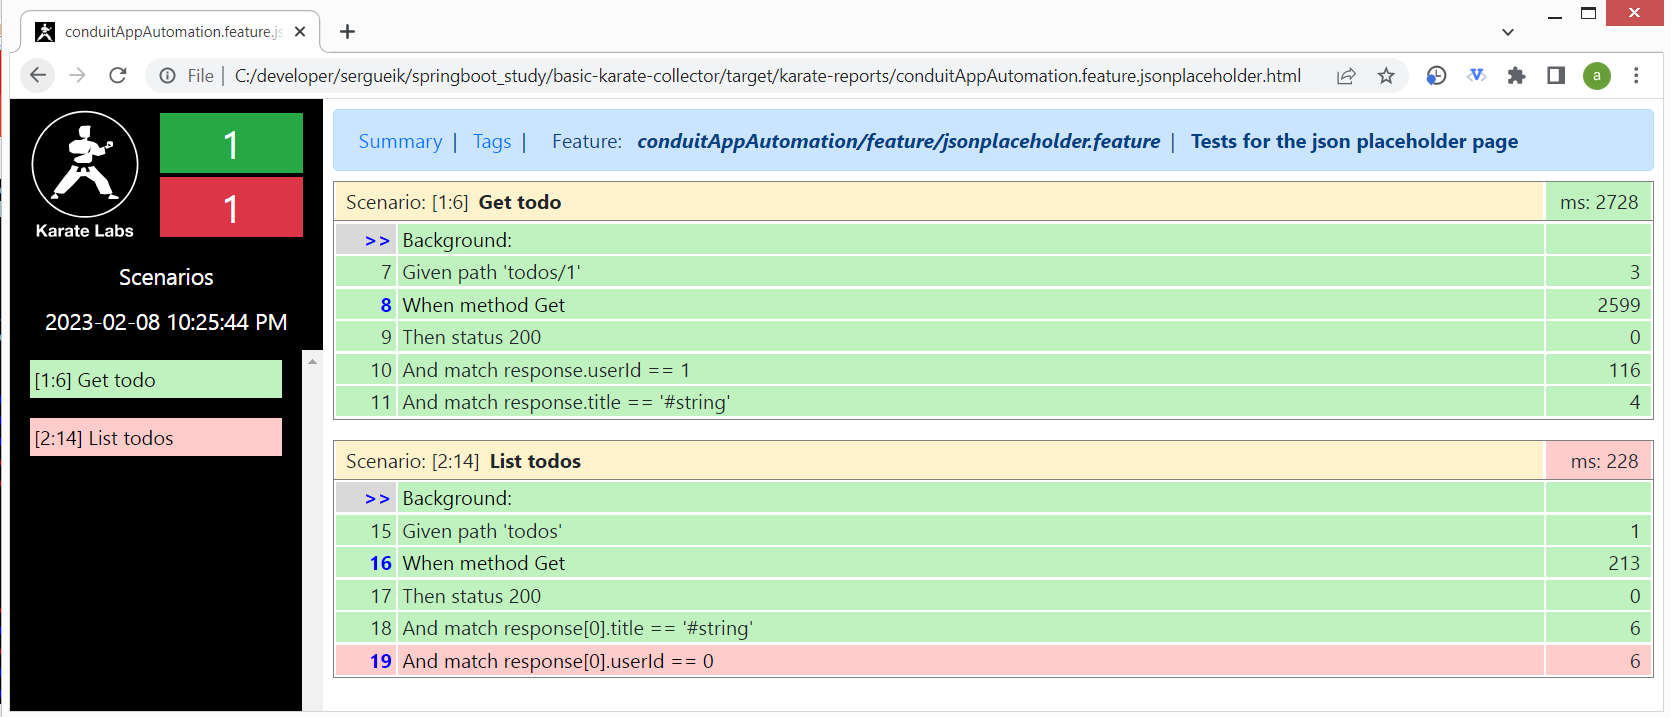 conduitAppAutomation.feature.js
File | C:/developer/sergueik/springboot_study/basic-karate-collector/target/karate-reports/conduitAppAutomation.feature.jsonplaceholder.html
a
Karate Labs
1
1
Scenarios
2023-02-08 10:25:44 PM
[1:6] Get todo
[2:14] List todos
Summary | Tags | Feature: conduitAppAutomation/feature/jsonplaceholder.feature | Tests for the json placeholder page
Scenario: [1:6] Get todo ms: 2728
>> Background:
7 Given path 'todos/1' 3
8 When method Get 2599
9 Then status 200 0
10 And match response.userId == 1 116
11 And match response.title == '#string' 4
Scenario: [2:14] List todos ms: 228
>> Background:
15 Given path 'todos' 1
16 When method Get 213
17 Then status 200 0
18 And match response[0].title == '#string' 6
19 And match response[0].userId == 0 6